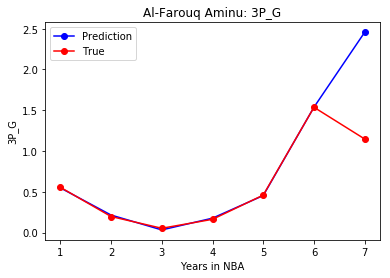 Al-Farouq Aminu: 3P_G
Prediction
True
2.5
2.0
1.5
1.0
0.5
0.0
3P_G
1 2 3 4 5 6 7
Years in NBA